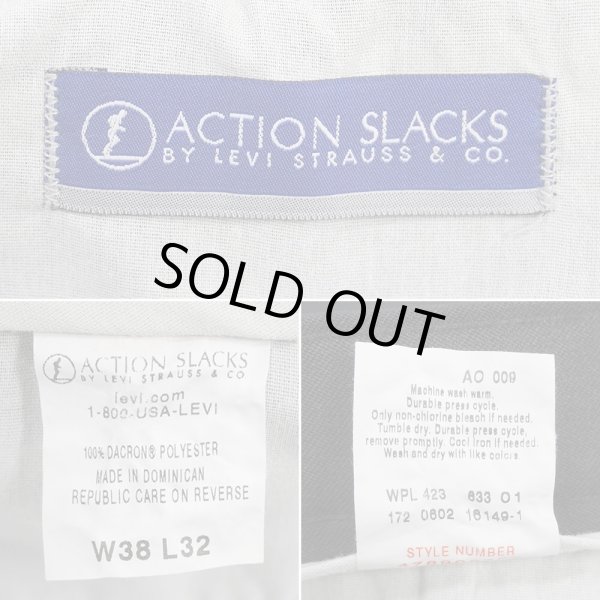 ACTION SLACKS
BY LEVI STRAUSS & CO.
SOLD OUT
ACTION SLACKS
BY LEVI STRAUSS & CO
levi.com
1-800-USA-LEVI
100% DACRON® POLYESTER
MADE IN DOMINICAN
REPUBLIC CARE ON REVERSE
W38 L32
AO 009
Machine wash warm.
Durable press cycle.
Only non-chlorine bleach if needed.
Tumble dry. Durable press cycle,
remove promptly. Cool iron if needed.
Wash and dry with like colors
WPL 423 633 01
172 0602 16149-1
STYLE NUMBER